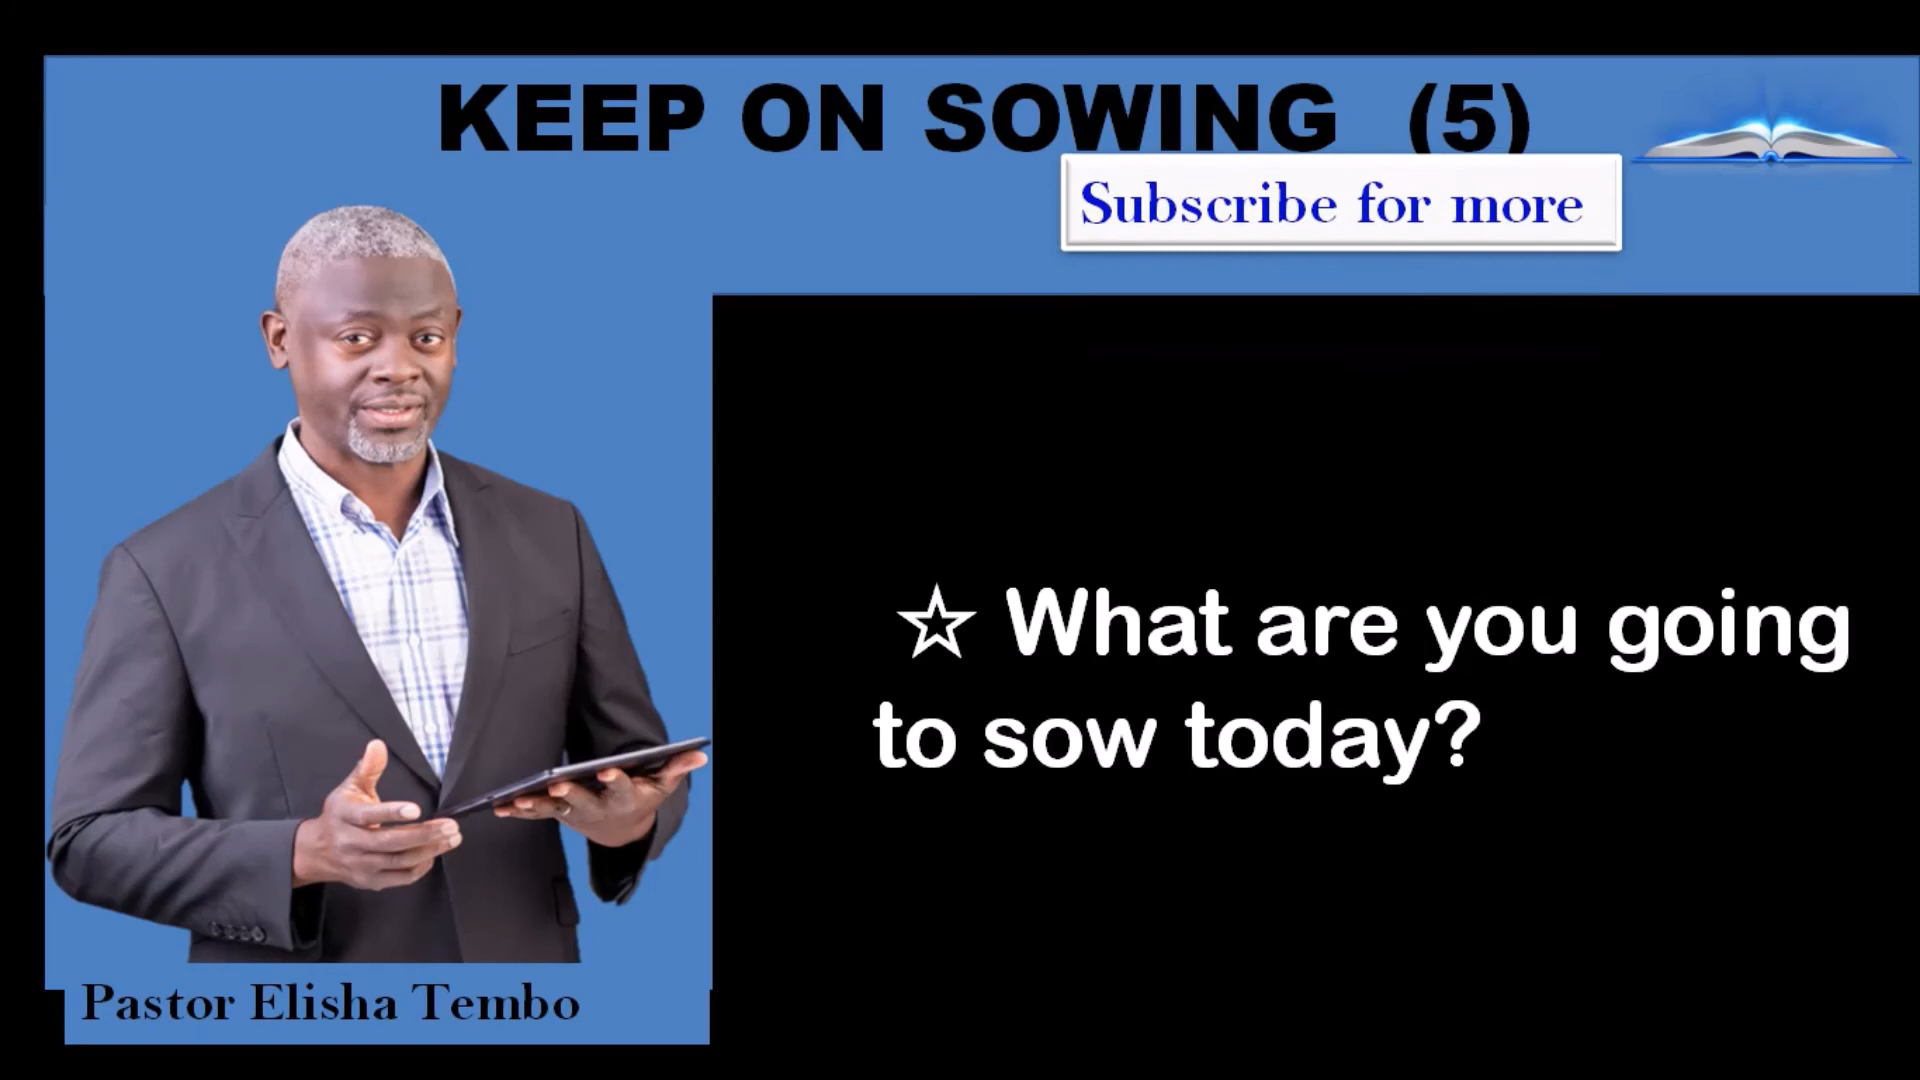 KEEP ON SOWING (5)
Subscribe for more
☆ What are you going
to sow today?
Pastor Elisha Tembo